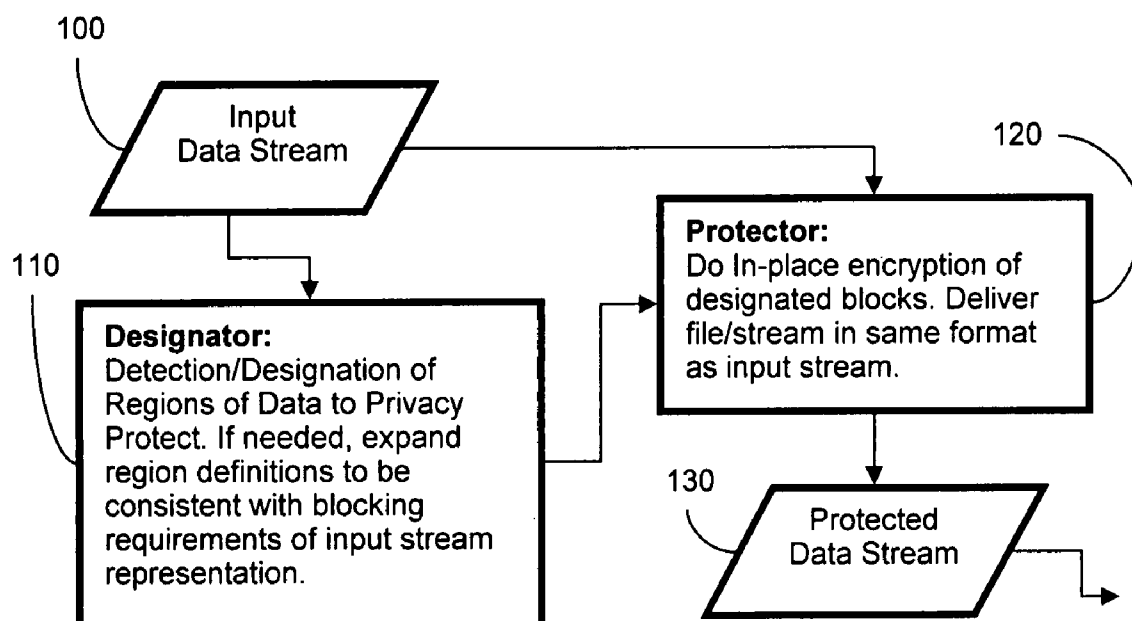 100
Input
Data Stream
120
Protector:
Do In-place encryption of
designated blocks. Deliver
file/stream in same format
as input stream.
110
Designator:
Detection/Designation of
Regions of Data to Privacy
Protect. If needed, expand
region definitions to be
consistent with blocking
requirements of input stream
representation.
130
Protected
Data Stream